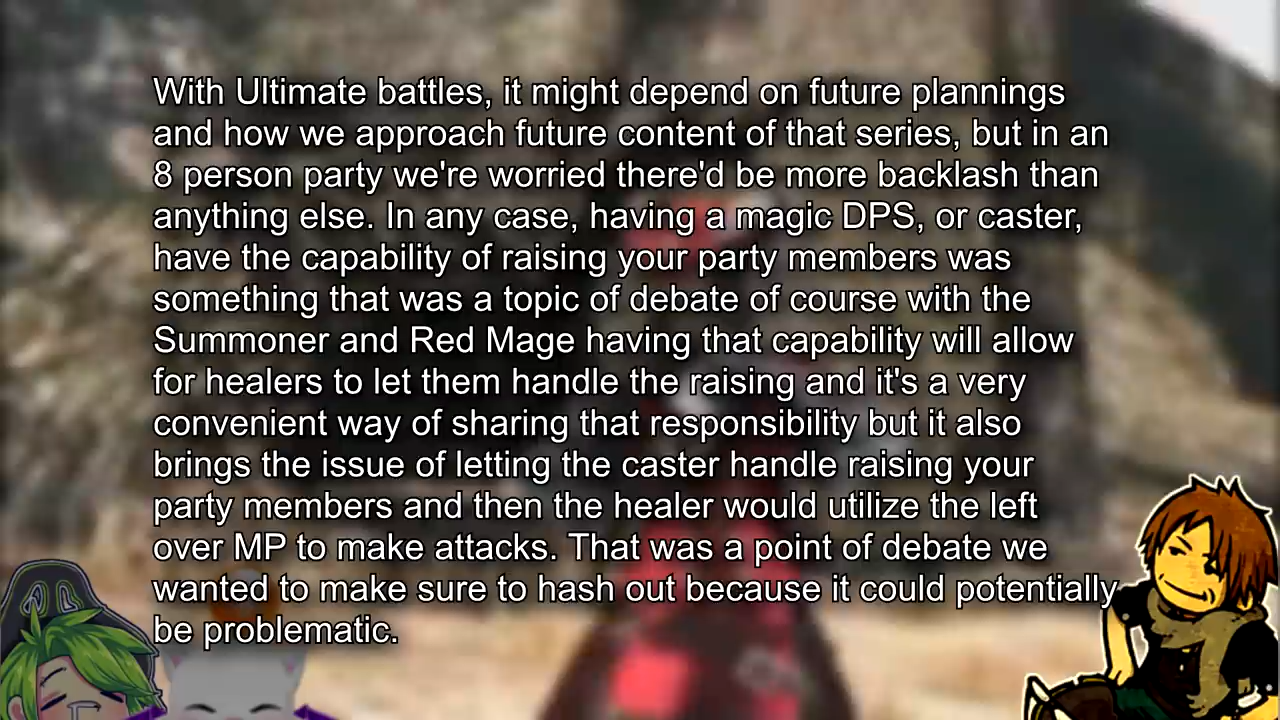 With Ultimate battles, it might depend on future plannings
and how we approach future content of that series, but in an
8 person party we're worried there'd be more backlash than
anything else. In any case, having a magic DPS, or caster,
have the capability of raising your party members was
something that was a topic of debate of course with the
Summoner and Red Mage having that capability will allow
for healers to let them handle the raising and it's a very
convenient way of sharing that responsibility but it also
brings the issue of letting the caster handle raising your
party members and then the healer would utilize the left
over MP to make attacks. That was a point of debate we
wanted to make sure to hash out because it could potentially
be problematic.